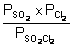 P_SO₂ x P_Cl₂
P_SO₂Cl₂